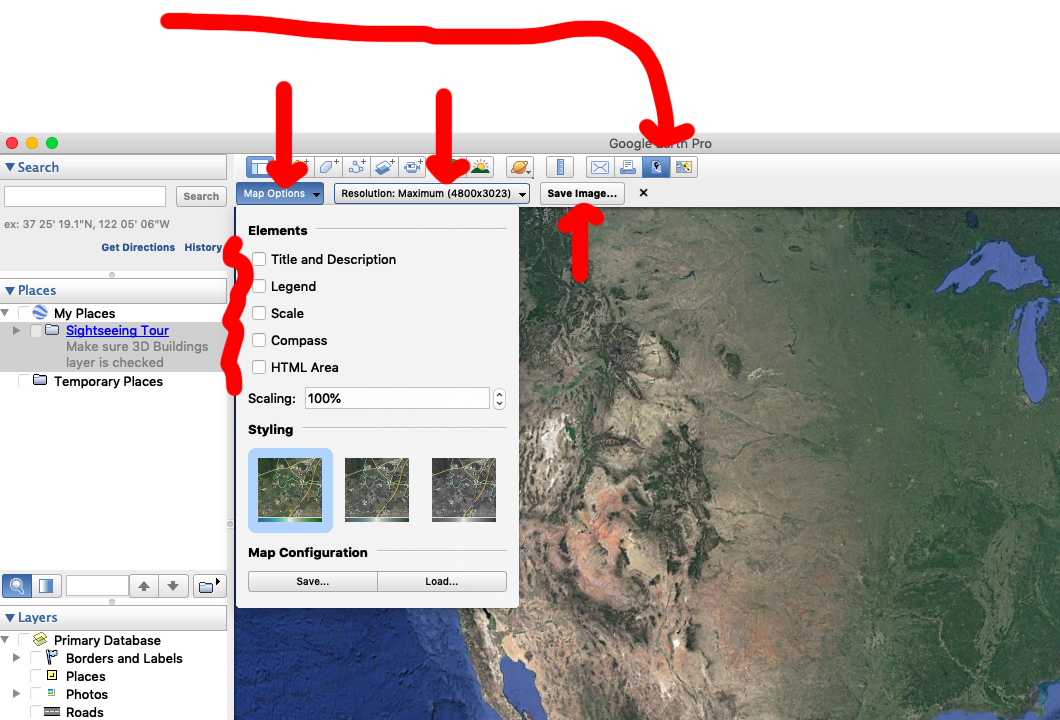 Google Earth Pro
Search
Search
ex: 37 25' 19.1"N, 122 05' 06"W
Get Directions History
Places
My Places
Sightseeing Tour
Make sure 3D Buildings
layer is checked
Temporary Places
Layers
Primary Database
Borders and Labels
Places
Photos
Roads
Map Options
Resolution: Maximum (4800x3023)
Save Image...
Elements
Title and Description
Legend
Scale
Compass
HTML Area
Scaling: 100%
Styling
Map Configuration
Save... Load...